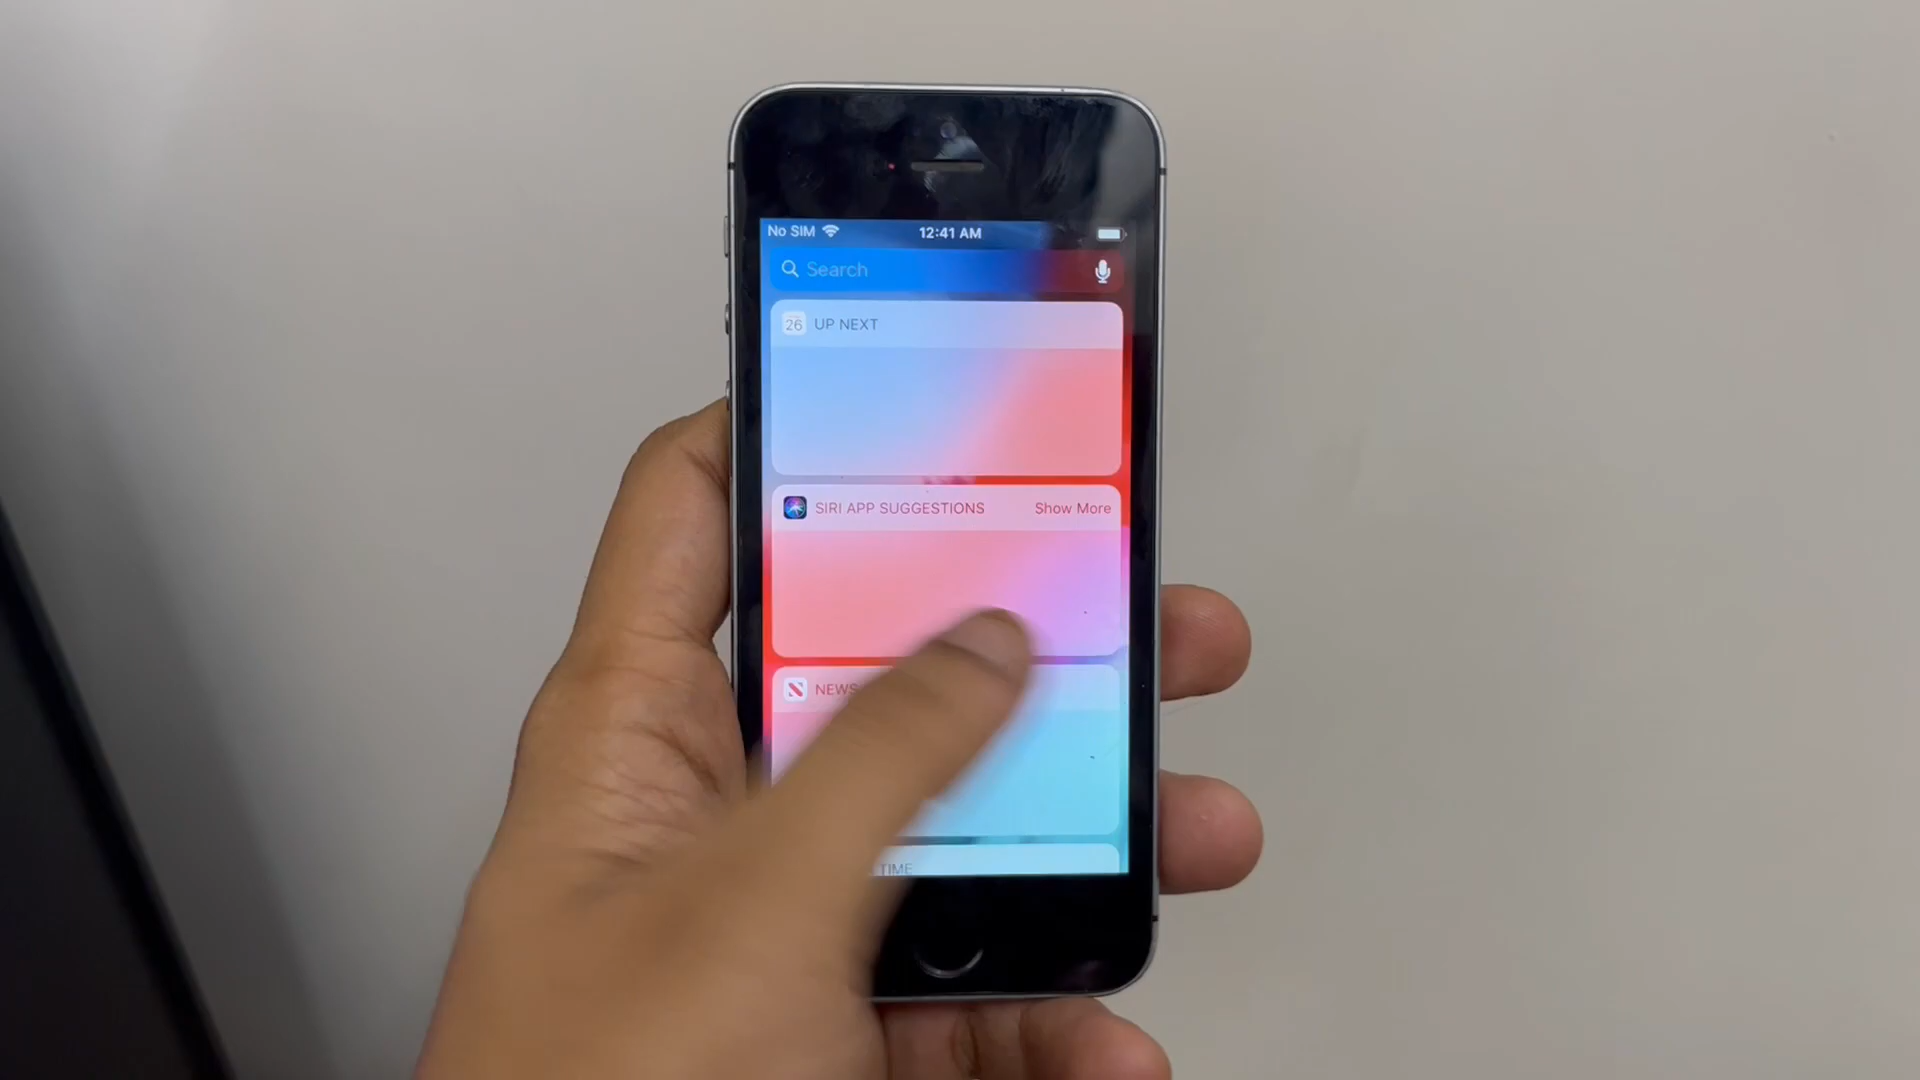 No SIM 12:41 AM
Search
26 UP NEXT
SIRI APP SUGGESTIONS Show More
NEWS
TIME